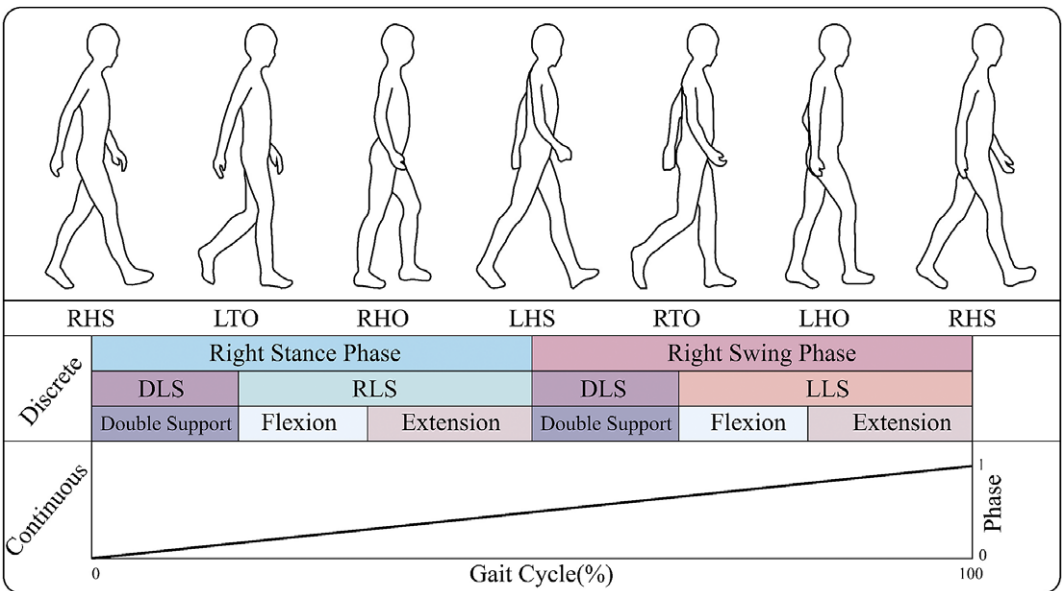 RHS LTO RHO LHS RTO LHO RHS
Discrete
Right Stance Phase Right Swing Phase
DLS RLS DLS LLS
Double Support Flexion Extension Double Support Flexion Extension
Continuous
1
Phase
0
0 Gait Cycle(%) 100